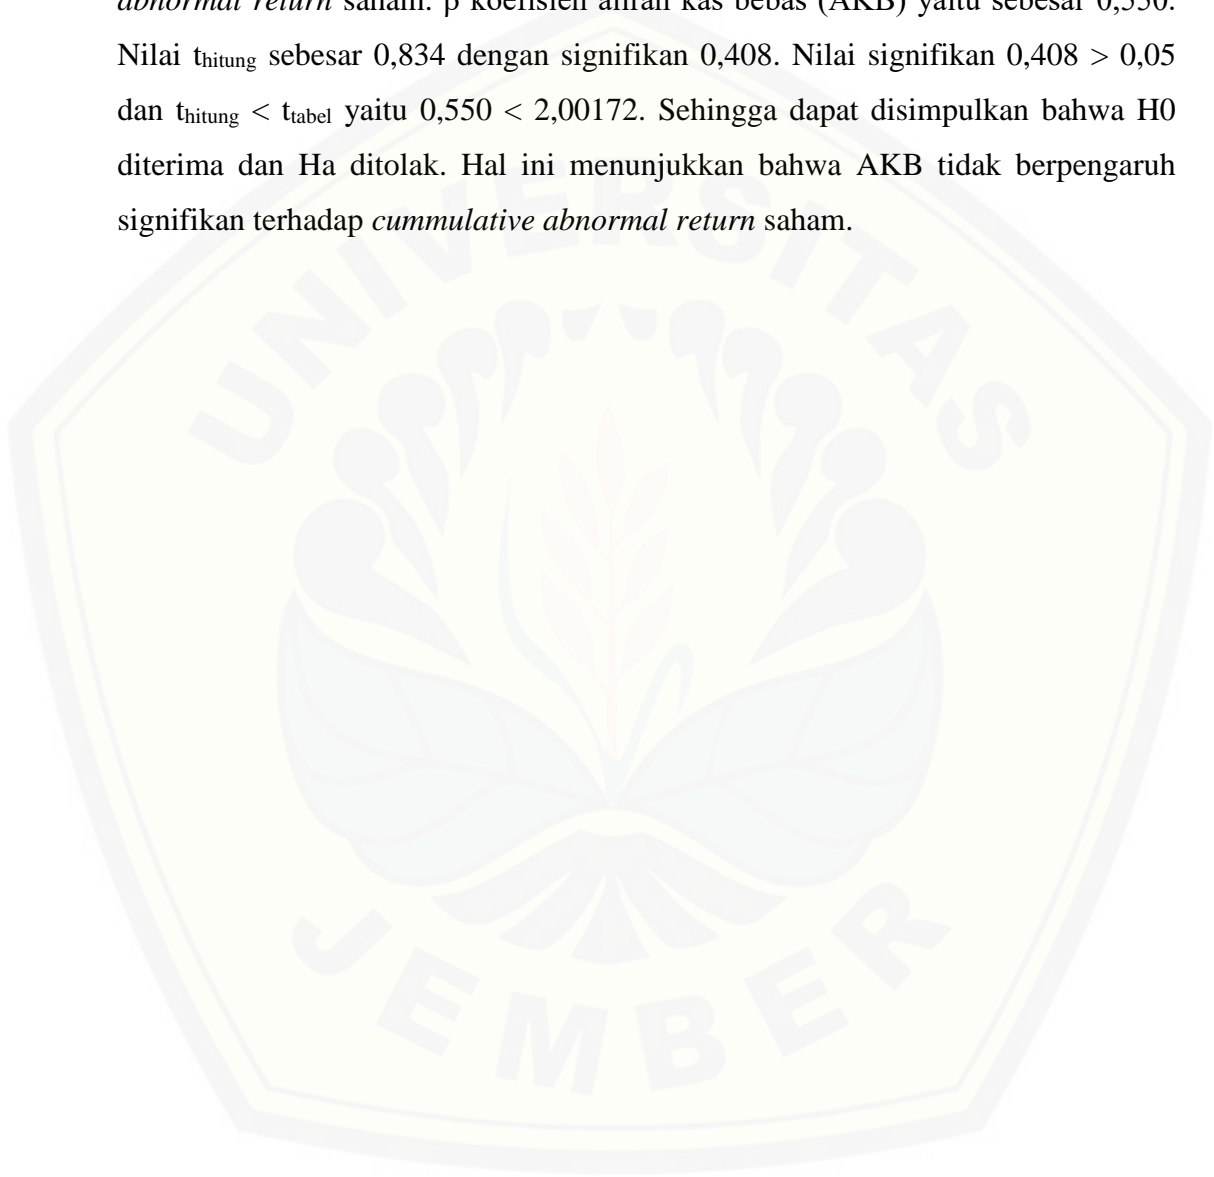 abnormal return saham. β koefisien aliran kas bebas (AKB) yaitu sebesar 0,550.
Nilai thitung sebesar 0,834 dengan signifikan 0,408. Nilai signifikan 0,408 > 0,05
dan thitung < ttabel yaitu 0,550 < 2,00172. Sehingga dapat disimpulkan bahwa H0
diterima dan Ha ditolak. Hal ini menunjukkan bahwa AKB tidak berpengaruh
signifikan terhadap cummulative abnormal return saham.
UNIVERSITAS
JEMBER